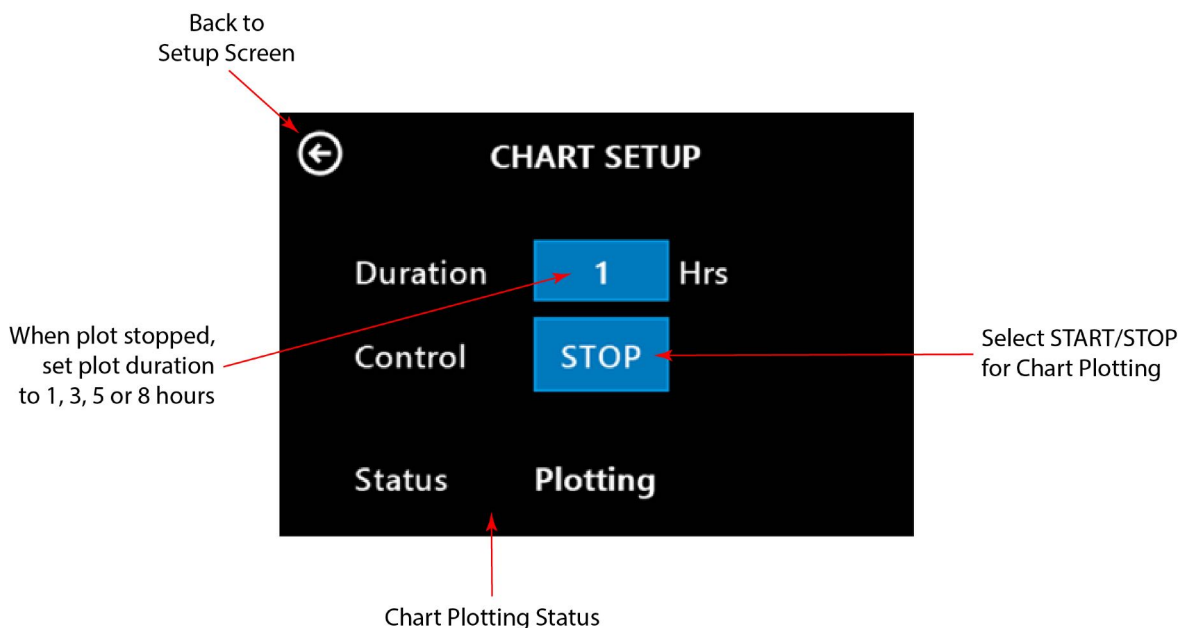 Back to
Setup Screen
CHART SETUP
Duration 1 Hrs
When plot stopped,
set plot duration
to 1, 3, 5 or 8 hours
Control STOP
Select START/STOP
for Chart Plotting
Status Plotting
Chart Plotting Status